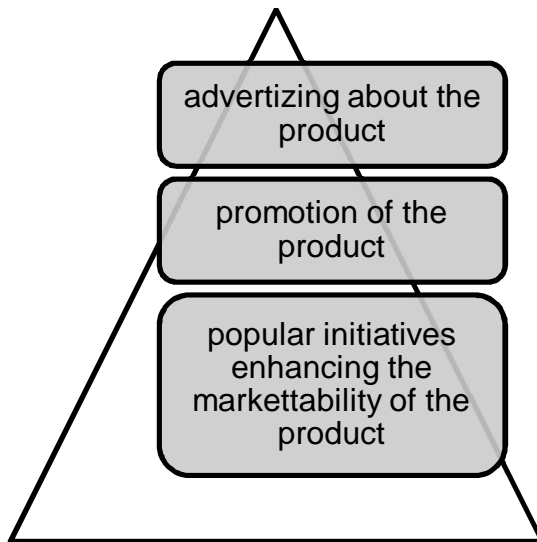 advertizing about the
product
promotion of the
product
popular initiatives
enhancing the
markettability of the
product